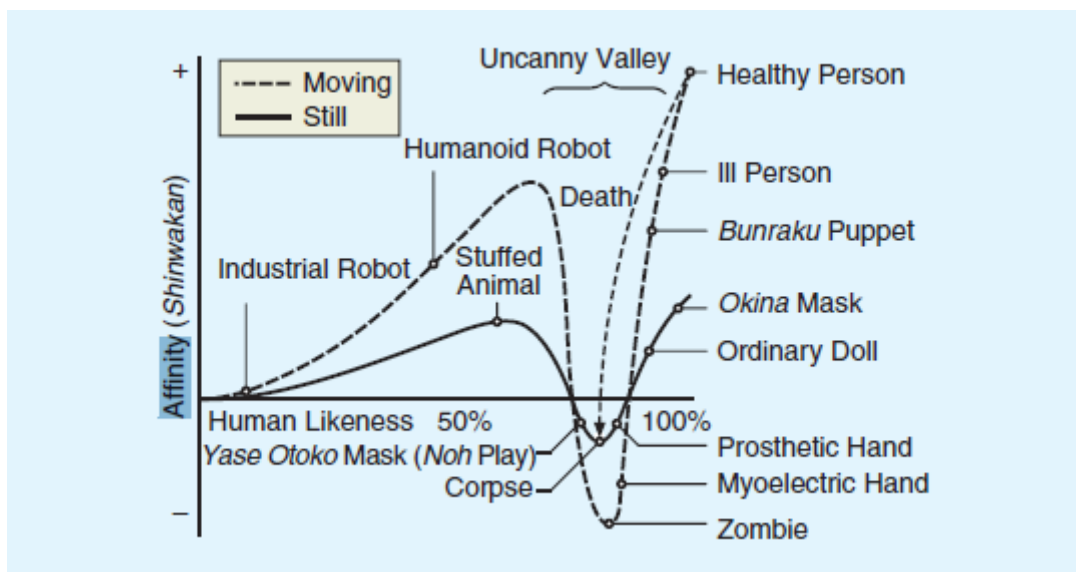 +
Moving
Still
Uncanny Valley
Healthy Person
Humanoid Robot
Death
Ill Person
Stuffed
Animal
Bunraku Puppet
Industrial Robot
Okina Mask
Ordinary Doll
Affinity (Shinwakan)
Human Likeness 50% 100%
Yase Otoko Mask (Noh Play)
Prosthetic Hand
Corpse
Myoelectric Hand
–
Zombie